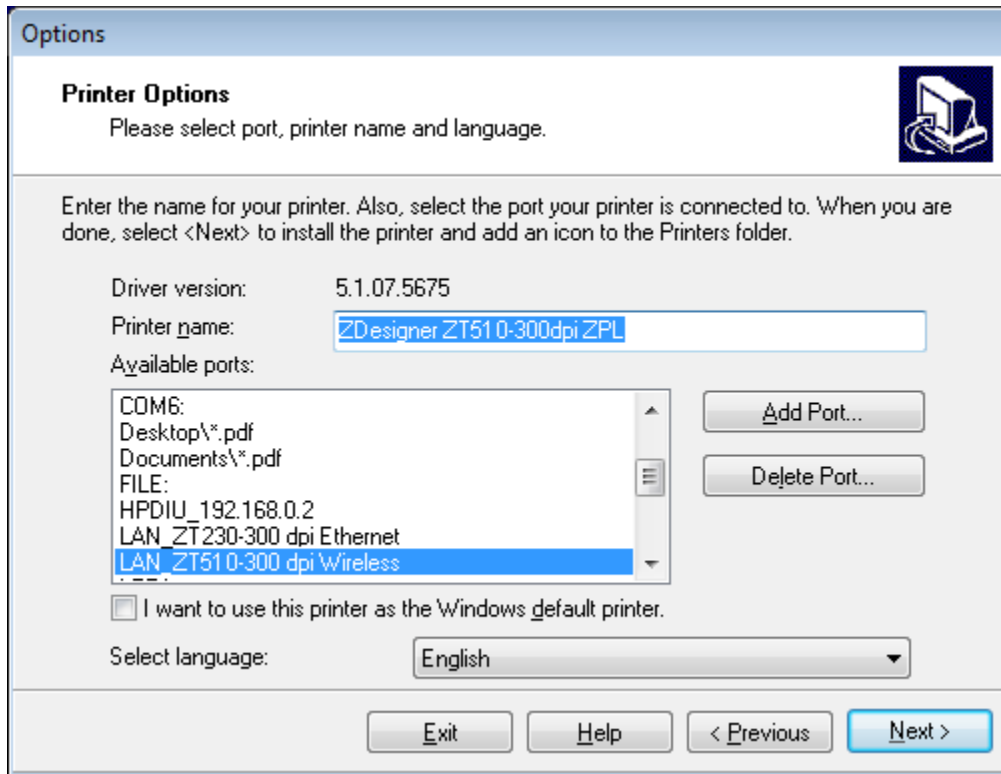 Options
Printer Options
Please select port, printer name and language.
Enter the name for your printer. Also, select the port your printer is connected to. When you are
done, select <Next> to install the printer and add an icon to the Printers folder.
Driver version: 5.1.07.5675
Printer name: ZDesigner ZT510-300dpi ZPL
Available ports:
COM6:
Desktop\*.pdf
Documents\*.pdf
FILE:
HPDIU_192.168.0.2
LAN_ZT230-300 dpi Ethernet
LAN_ZT510-300 dpi Wireless
Add Port...
Delete Port...
I want to use this printer as the Windows default printer.
Select language: English
Exit Help < Previous Next >